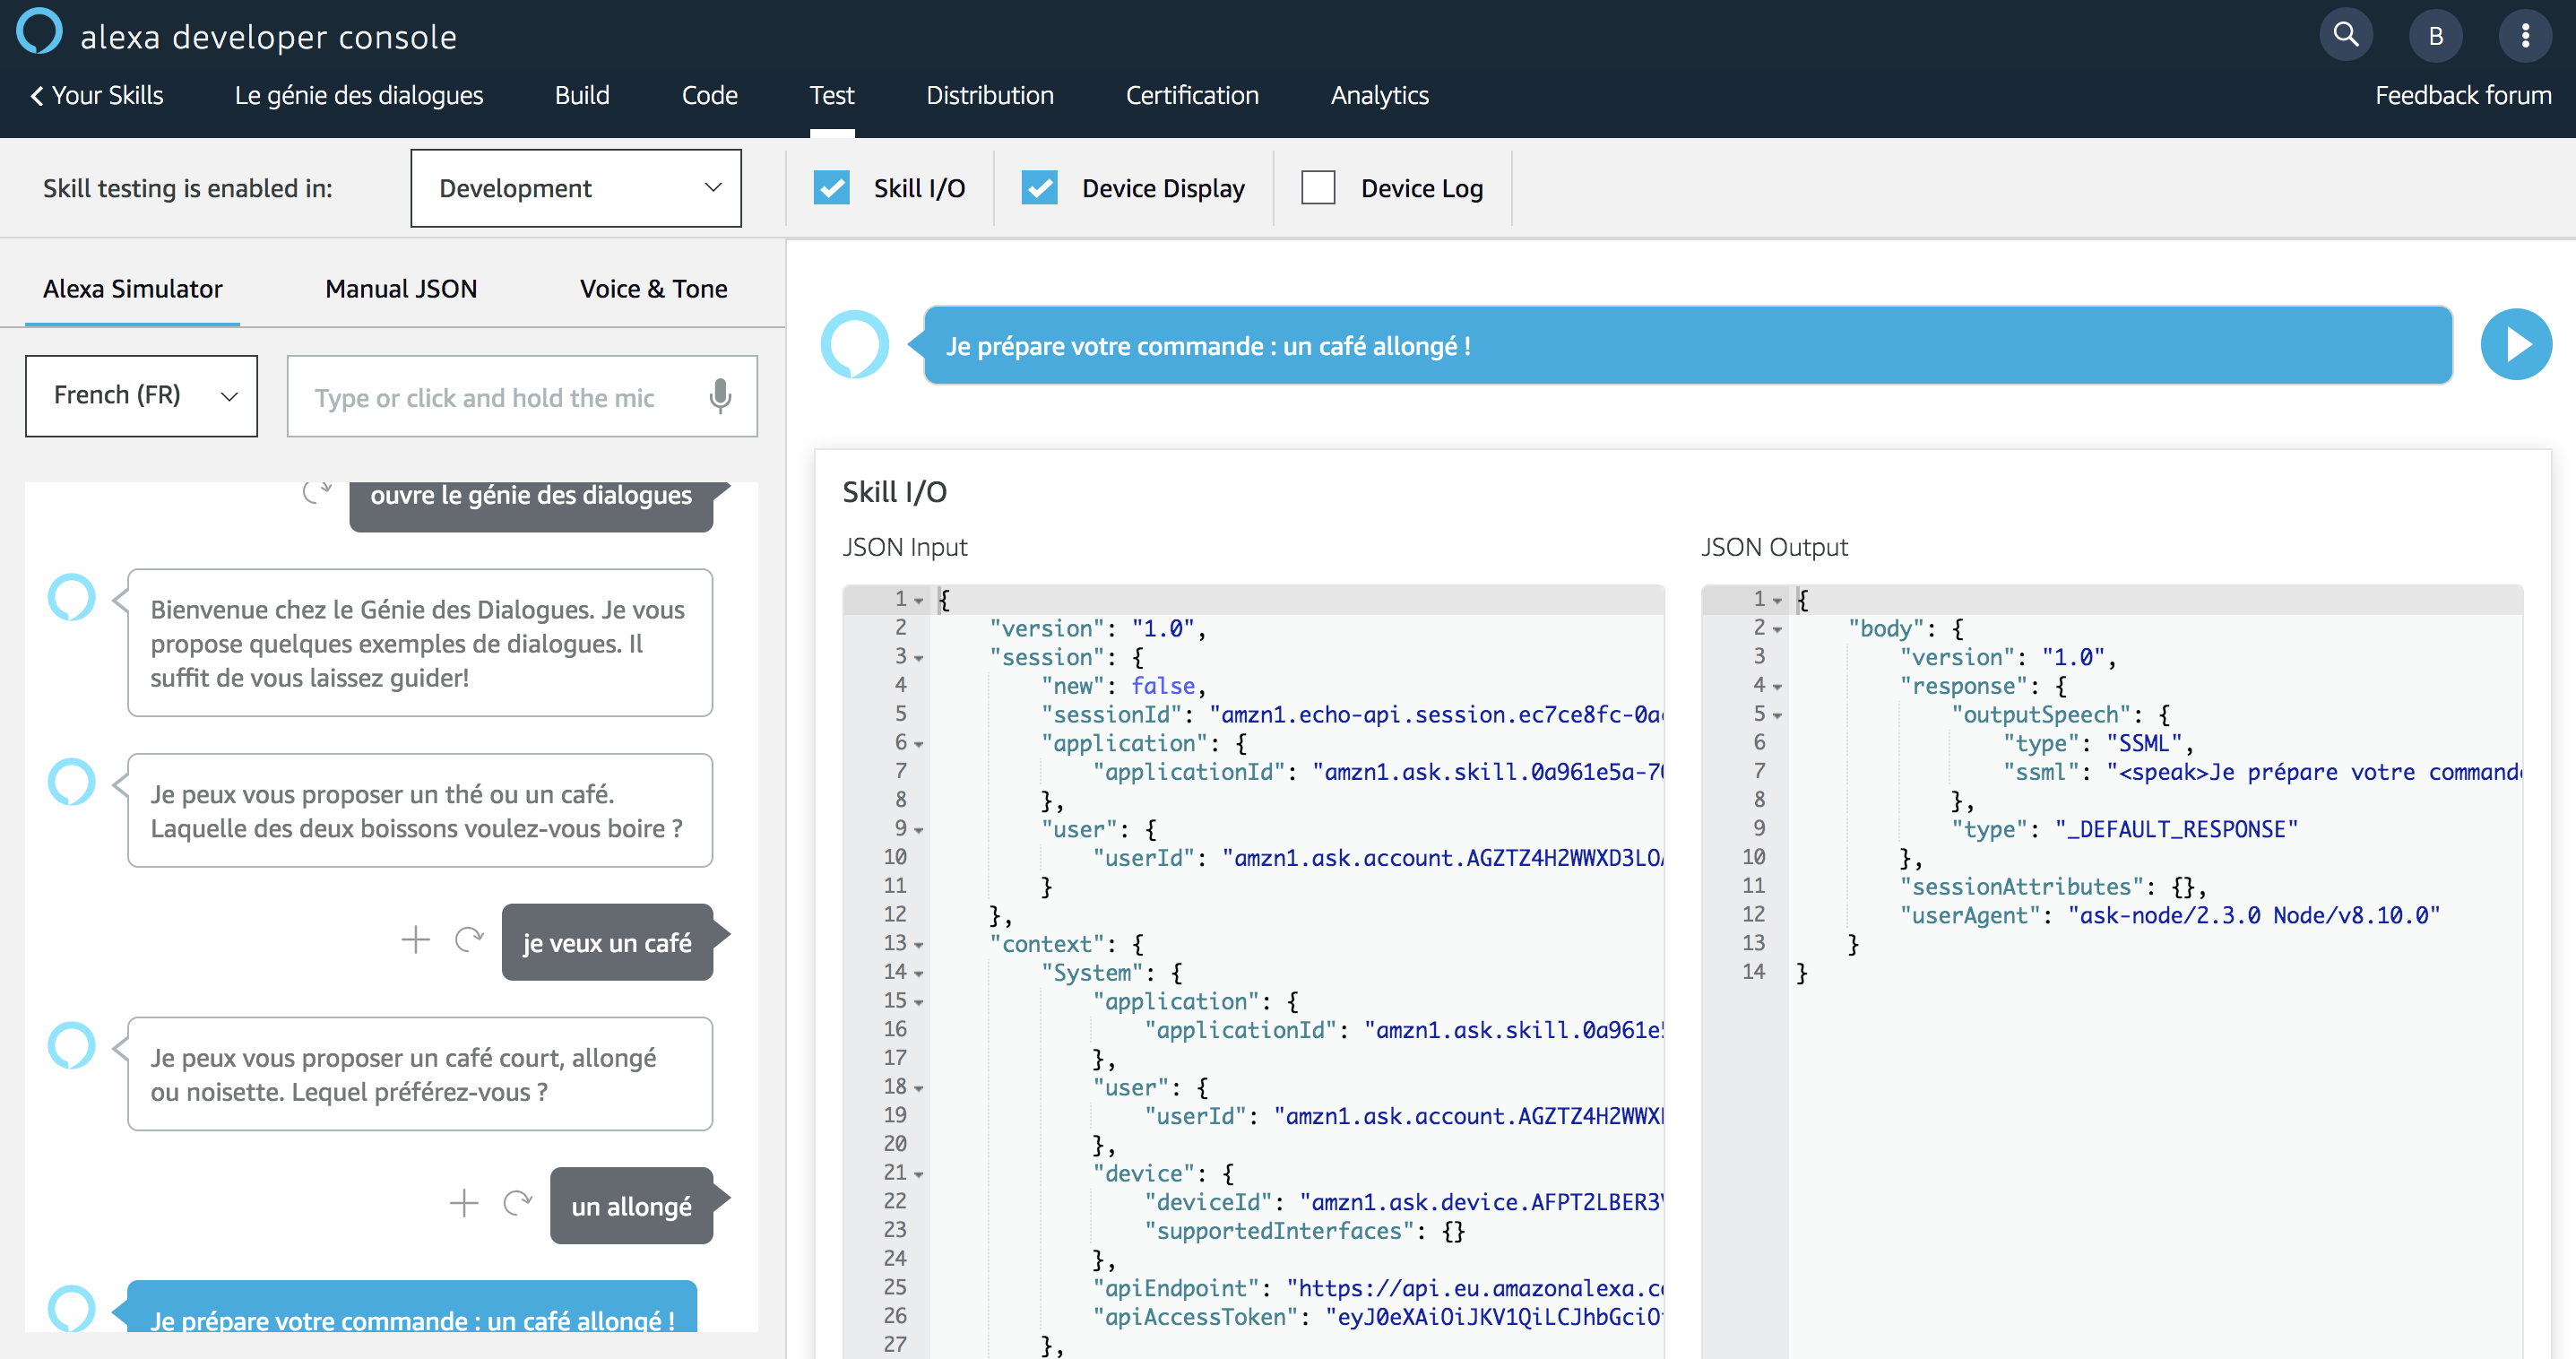 alexa developer console
B
Your Skills
Le génie des dialogues
Build
Code
Test
Distribution
Certification
Analytics
Feedback forum
Skill testing is enabled in:
Development
Skill I/O
Device Display
Device Log
Alexa Simulator
Manual JSON
Voice & Tone
French (FR)
Type or click and hold the mic
ouvre le génie des dialogues
Bienvenue chez le Génie des Dialogues. Je vous
propose quelques exemples de dialogues. Il
suffit de vous laissez guider!
Je peux vous proposer un thé ou un café.
Laquelle des deux boissons voulez-vous boire ?
je veux un café
Je peux vous proposer un café court, allongé
ou noisette. Lequel préférez-vous ?
un allongé
Je prépare votre commande : un café allongé !
Je prépare votre commande : un café allongé !
Skill I/O
JSON Input
1 {
2 "version": "1.0",
3 "session": {
4 "new": false,
5 "sessionId": "amzn1.echo-api.session.ec7ce8fc-0a
6 "application": {
7 "applicationId": "amzn1.ask.skill.0a961e5a-7
8 },
9 "user": {
10 "userId": "amzn1.ask.account.AGZTZ4H2WWXD3LO
11 }
12 },
13 "context": {
14 "System": {
15 "application": {
16 "applicationId": "amzn1.ask.skill.0a961e
17 },
18 "user": {
19 "userId": "amzn1.ask.account.AGZTZ4H2WWX
20 },
21 "device": {
22 "deviceId": "amzn1.ask.device.AFPT2LBER3
23 "supportedInterfaces": {}
24 },
25 "apiEndpoint": "https://api.eu.amazonalexa.c
26 "apiAccessToken": "eyJ0eXAiOiJKV1QiLCJhbGciO
27 },
JSON Output
1 {
2 "body": {
3 "version": "1.0",
4 "response": {
5 "outputSpeech": {
6 "type": "SSML",
7 "ssml": "<speak>Je prépare votre command
8 },
9 "type": "_DEFAULT_RESPONSE"
10 },
11 "sessionAttributes": {},
12 "userAgent": "ask-node/2.3.0 Node/v8.10.0"
13 }
14 }